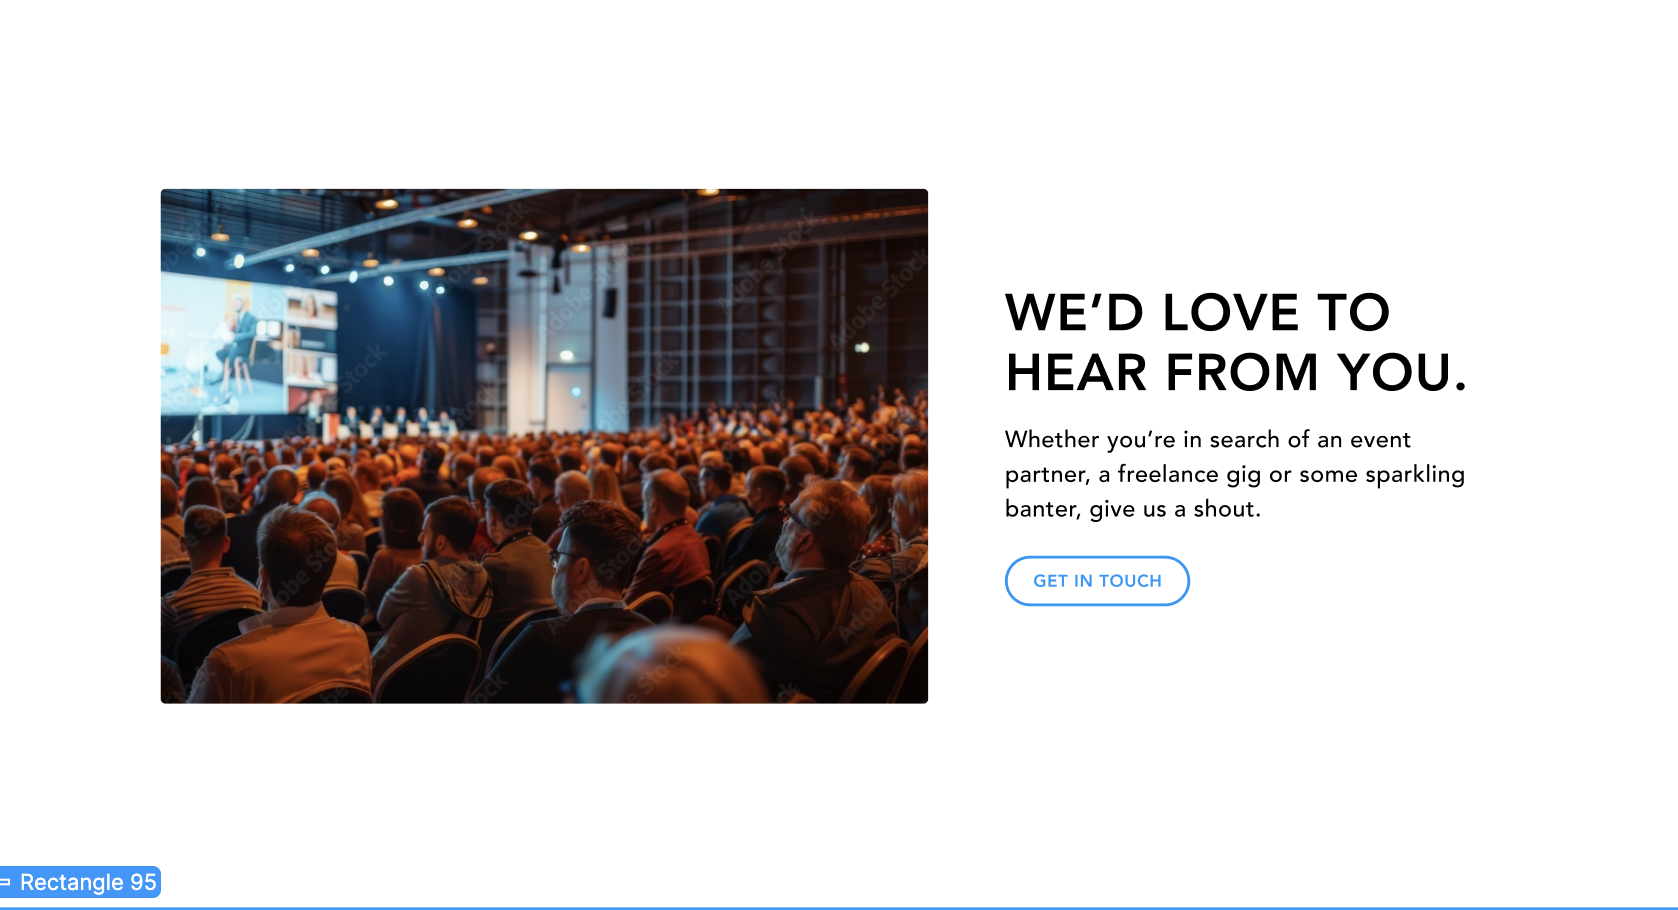 WE’D LOVE TO
HEAR FROM YOU.
Whether you’re in search of an event
partner, a freelance gig or some sparkling
banter, give us a shout.
GET IN TOUCH
Adobe Stock
Rectangle 95